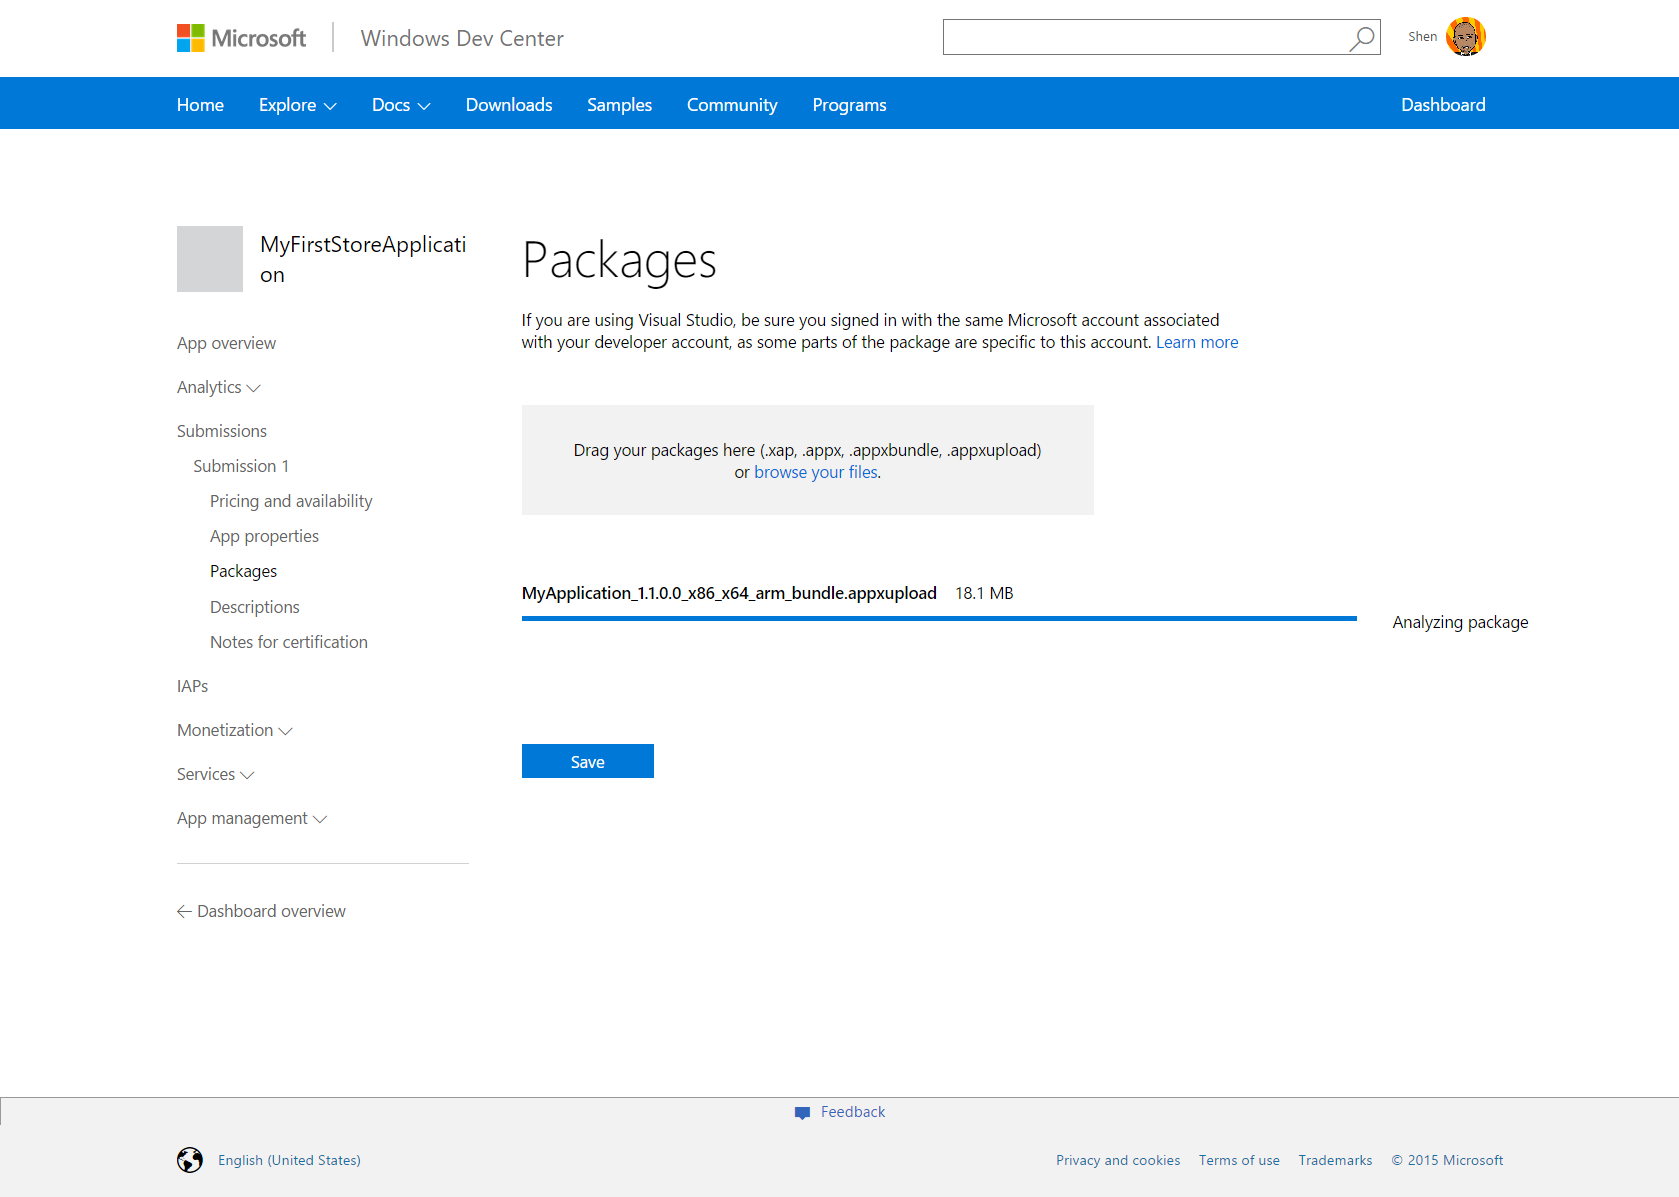 Microsoft
Windows Dev Center
Shen
Home
Explore
Docs
Downloads
Samples
Community
Programs
Dashboard
MyFirstStoreApplicati
on
App overview
Analytics
Submissions
Submission 1
Pricing and availability
App properties
Packages
Descriptions
Notes for certification
IAPs
Monetization
Services
App management
Dashboard overview
Packages
If you are using Visual Studio, be sure you signed in with the same Microsoft account associated
with your developer account, as some parts of the package are specific to this account. Learn more
Drag your packages here (.xap, .appx, .appxbundle, .appxupload)
or browse your files.
MyApplication_1.1.0.0_x86_x64_arm_bundle.appxupload 18.1 MB
Analyzing package
Save
Feedback
English (United States)
Privacy and cookies
Terms of use
Trademarks
© 2015 Microsoft